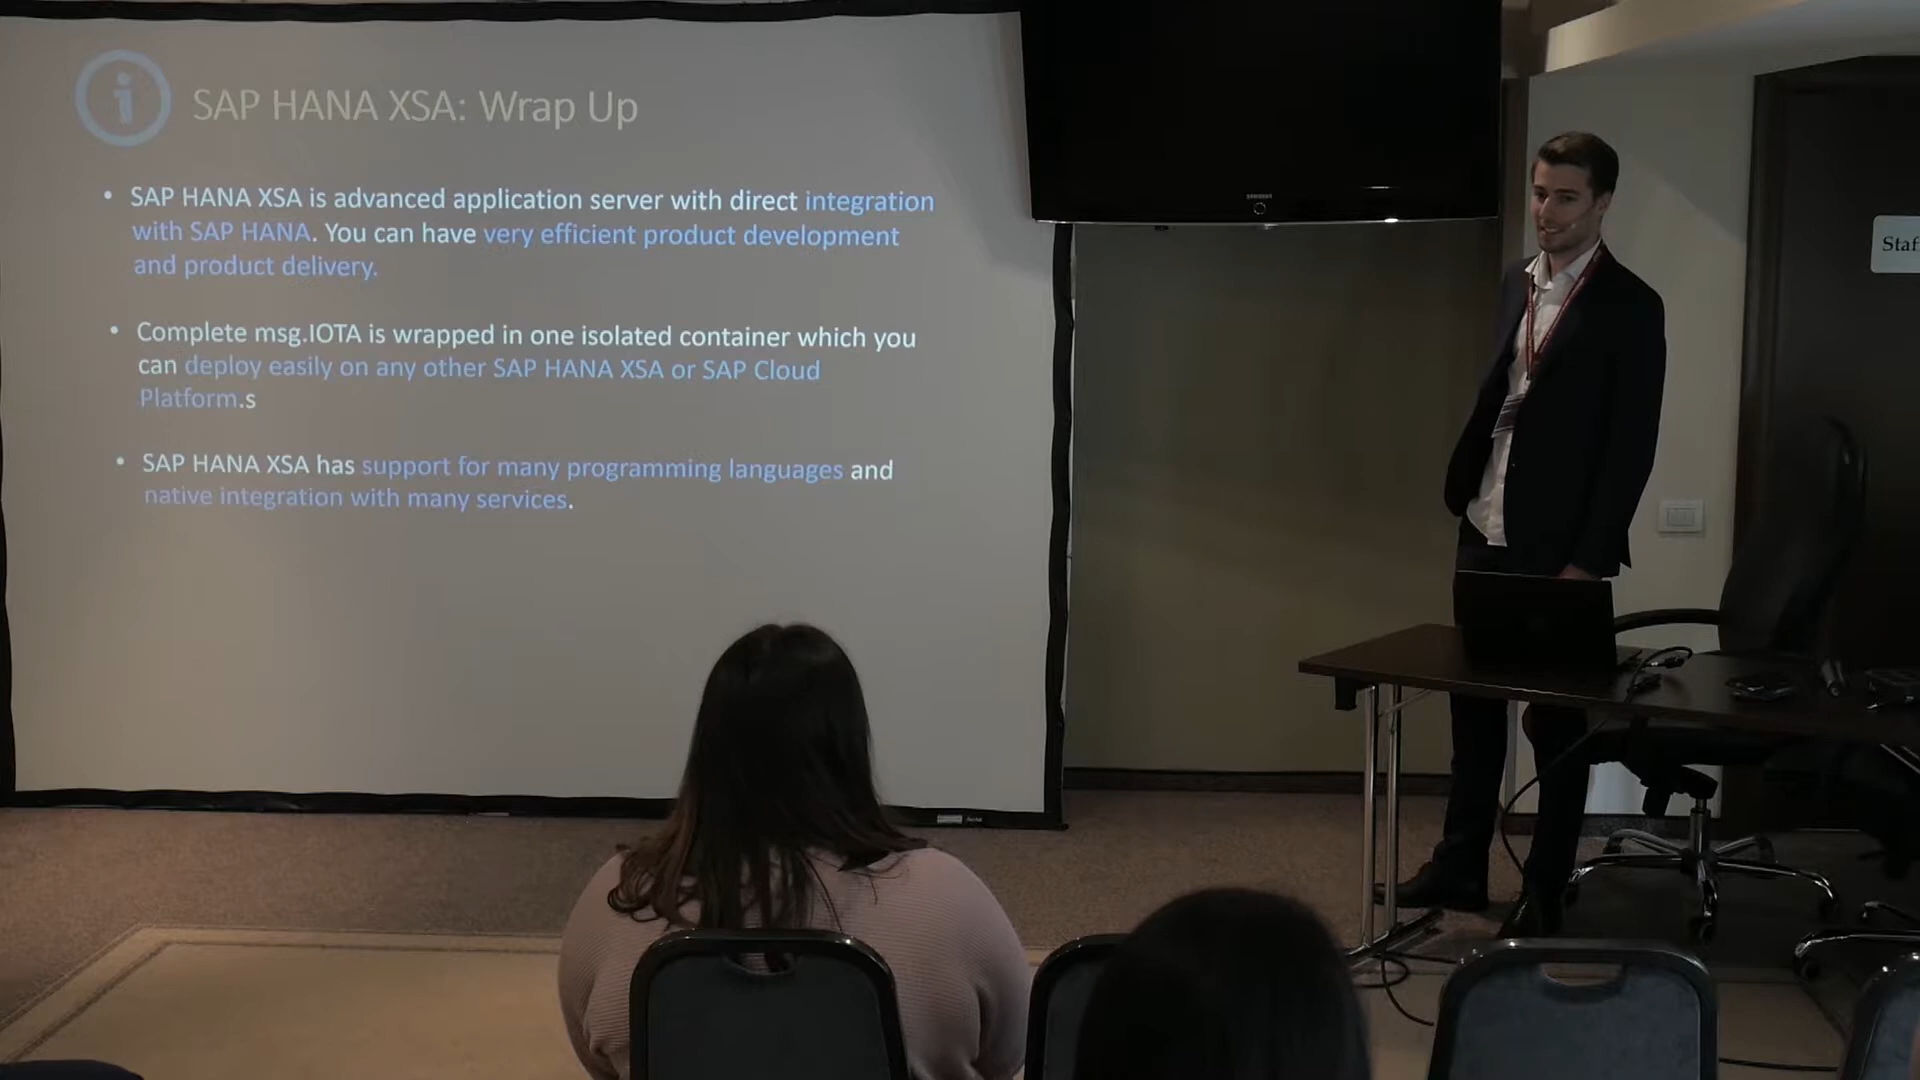 SAP HANA XSA: Wrap Up
• SAP HANA XSA is advanced application server with direct integration
with SAP HANA. You can have very efficient product development
and product delivery.
• Complete msg.IOTA is wrapped in one isolated container which you
can deploy easily on any other SAP HANA XSA or SAP Cloud
Platform.s
• SAP HANA XSA has support for many programming languages and
native integration with many services.
SAMSUNG
Staf